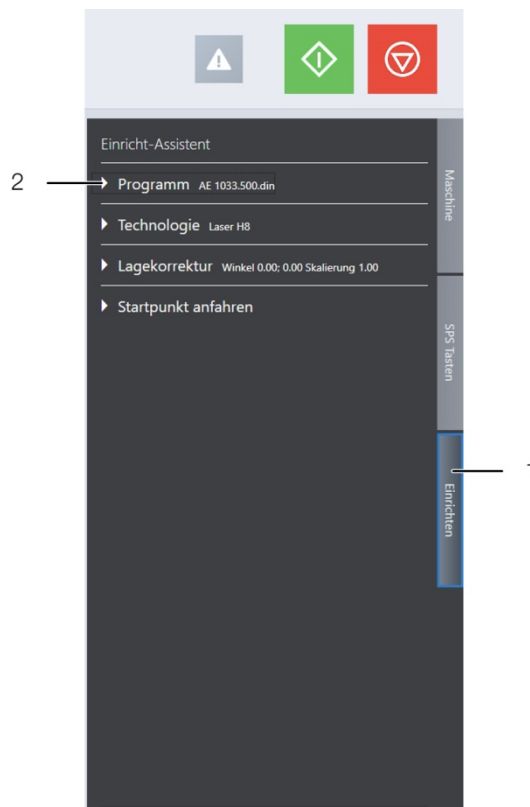 Einricht-Assistent
2
Programm AE 1033.500.din
Technologie Laser H8
Lagekorrektur Winkel 0.00; 0.00 Skalierung 1.00
Startpunkt anfahren
Maschine
SPS Tasten
Einrichten